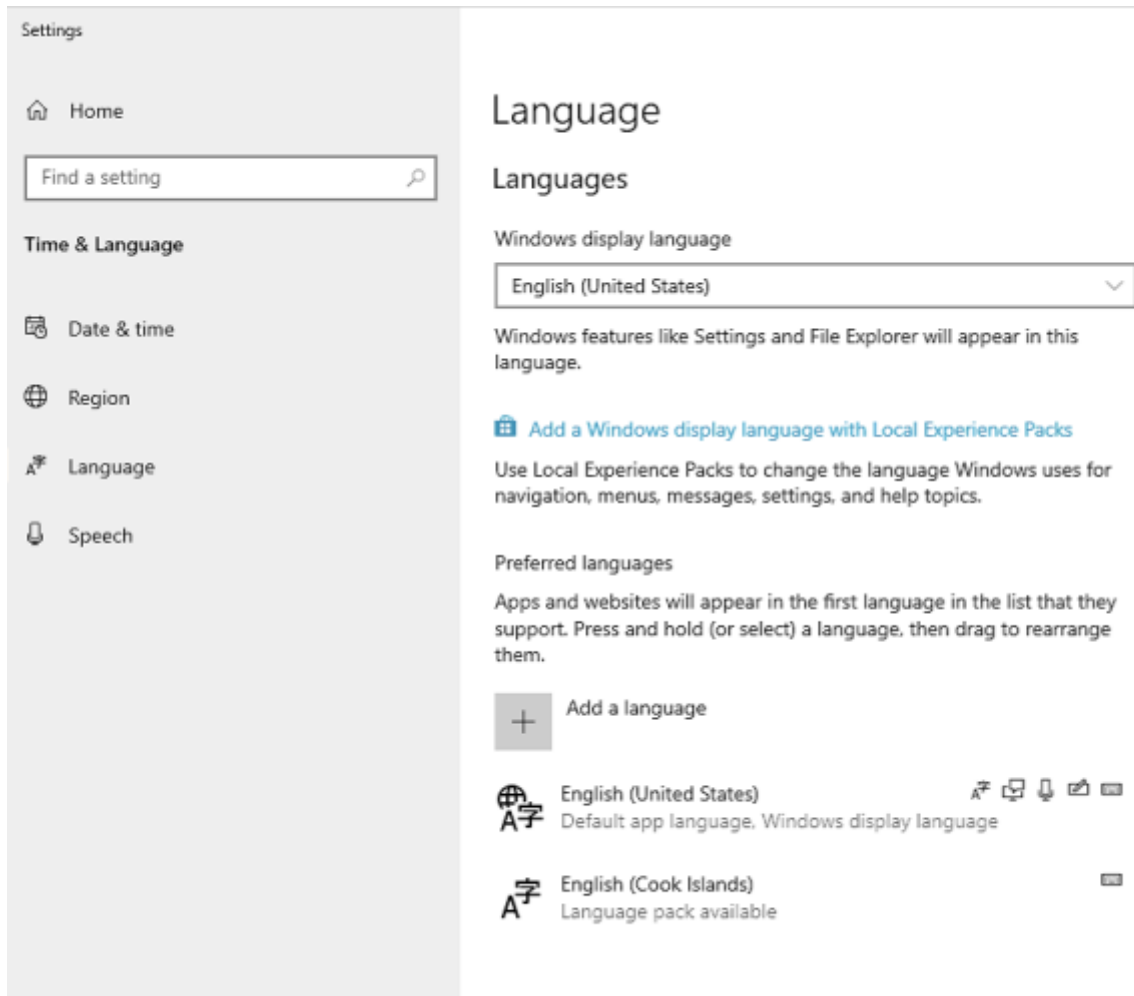 Settings
Home
Find a setting
Time & Language
Date & time
Region
Language
Speech
Language
Languages
Windows display language
English (United States)
Windows features like Settings and File Explorer will appear in this
language.
Add a Windows display language with Local Experience Packs
Use Local Experience Packs to change the language Windows uses for
navigation, menus, messages, settings, and help topics.
Preferred languages
Apps and websites will appear in the first language in the list that they
support. Press and hold (or select) a language, then drag to rearrange
them.
Add a language
English (United States)
Default app language, Windows display language
English (Cook Islands)
Language pack available